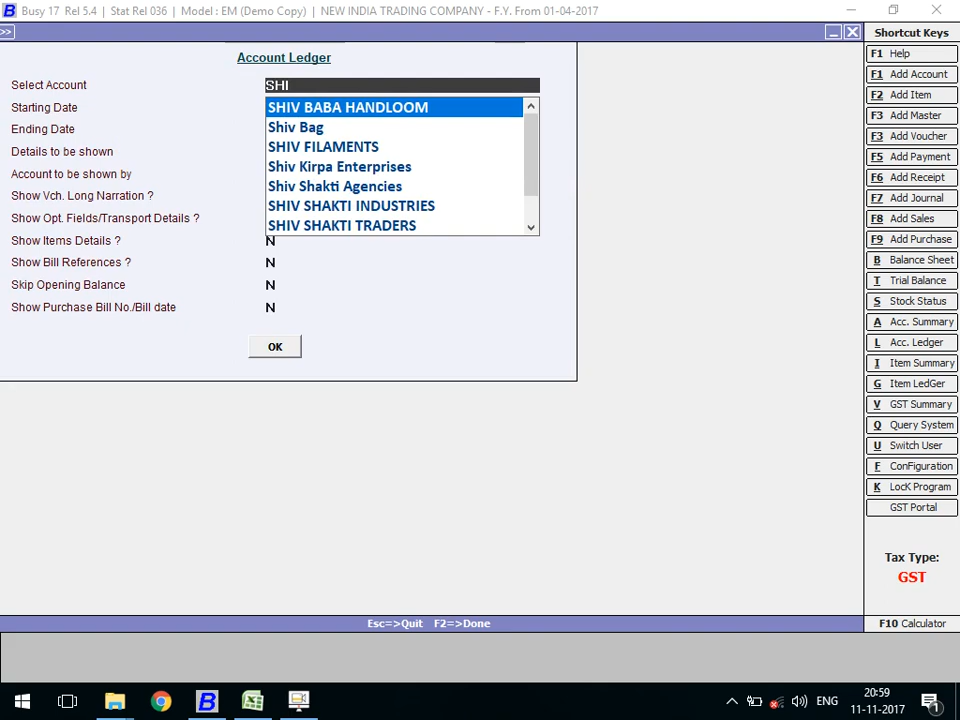 Busy 17 Rel 5.4 | Stat Rel 036 | Model : EM (Demo Copy) | NEW INDIA TRADING COMPANY - F.Y. From 01-04-2017
>>
Account Ledger
Select Account SHI
Starting Date
Ending Date
Details to be shown
Account to be shown by
Show Vch. Long Narration ?
Show Opt. Fields/Transport Details ?
Show Items Details ? N
Show Bill References ? N
Skip Opening Balance N
Show Purchase Bill No./Bill date N
SHIV BABA HANDLOOM
Shiv Bag
SHIV FILAMENTS
Shiv Kirpa Enterprises
Shiv Shakti Agencies
SHIV SHAKTI INDUSTRIES
SHIV SHAKTI TRADERS
OK
Shortcut Keys
F1 Help
F1 Add Account
F2 Add Item
F3 Add Master
F3 Add Voucher
F5 Add Payment
F6 Add Receipt
F7 Add Journal
F8 Add Sales
F9 Add Purchase
B Balance Sheet
T Trial Balance
S Stock Status
A Acc. Summary
L Acc. Ledger
I Item Summary
G Item LedGer
V GST Summary
Q Query System
U Switch User
F ConFiguration
K LocK Program
GST Portal
Tax Type:
GST
Esc=>Quit F2=>Done
F10 Calculator
B
ENG
20:59
11-11-2017
1